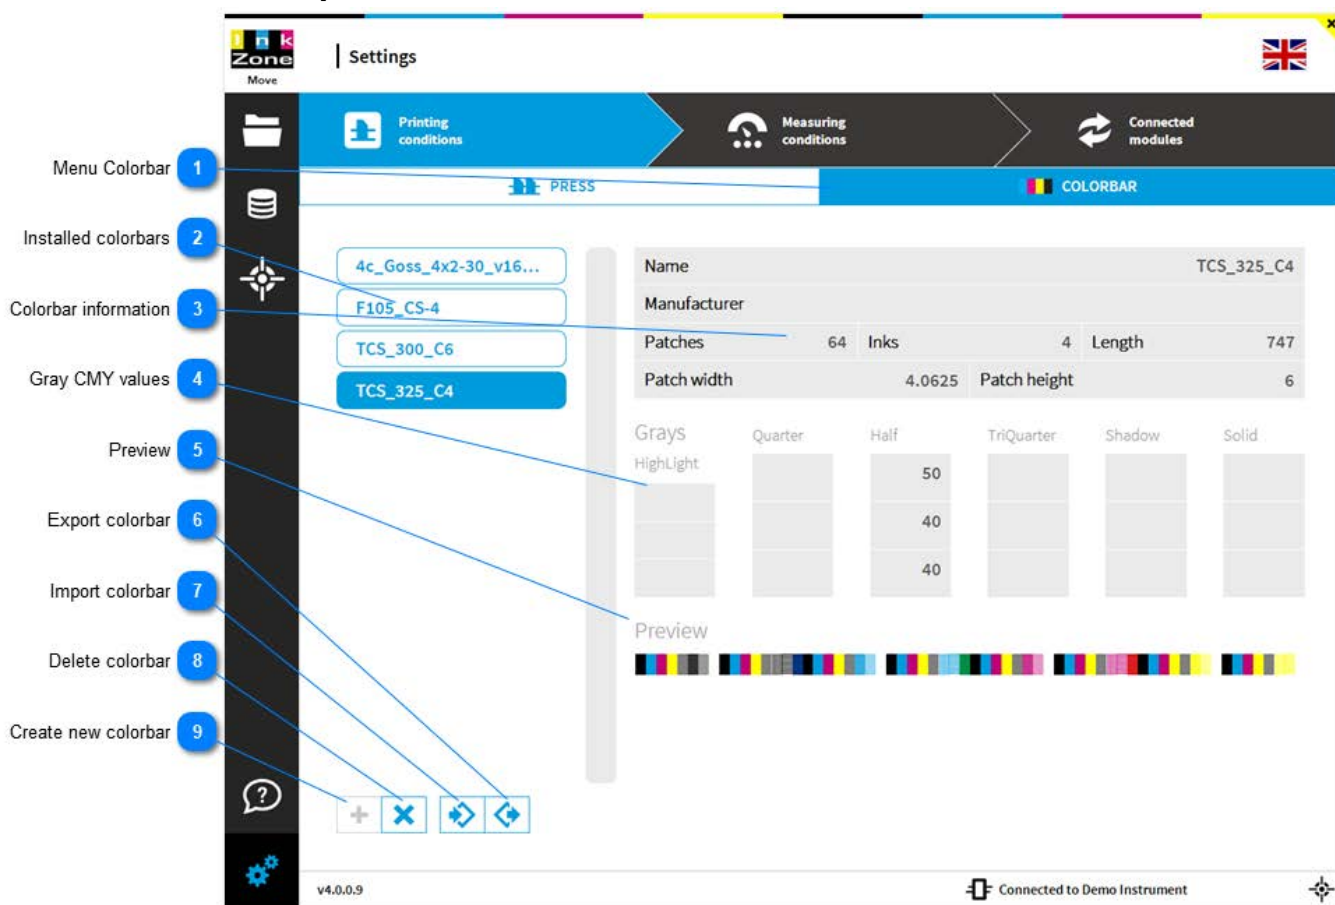 Ink
Zone
Move
Settings
Printing
conditions
Measuring
conditions
Connected
modules
Menu Colorbar 1
PRESS
COLORBAR
Installed colorbars 2
Colorbar information 3
Gray CMY values 4
Preview 5
Export colorbar 6
Import colorbar 7
Delete colorbar 8
Create new colorbar 9
4c_Goss_4x2-30_v16...
F105_CS-4
TCS_300_C6
TCS_325_C4
Name TCS_325_C4
Manufacturer
Patches 64 Inks 4 Length 747
Patch width 4.0625 Patch height 6
Grays Quarter Half TriQuarter Shadow Solid
HighLight
50
40
40
Preview
v4.0.0.9
Connected to Demo Instrument